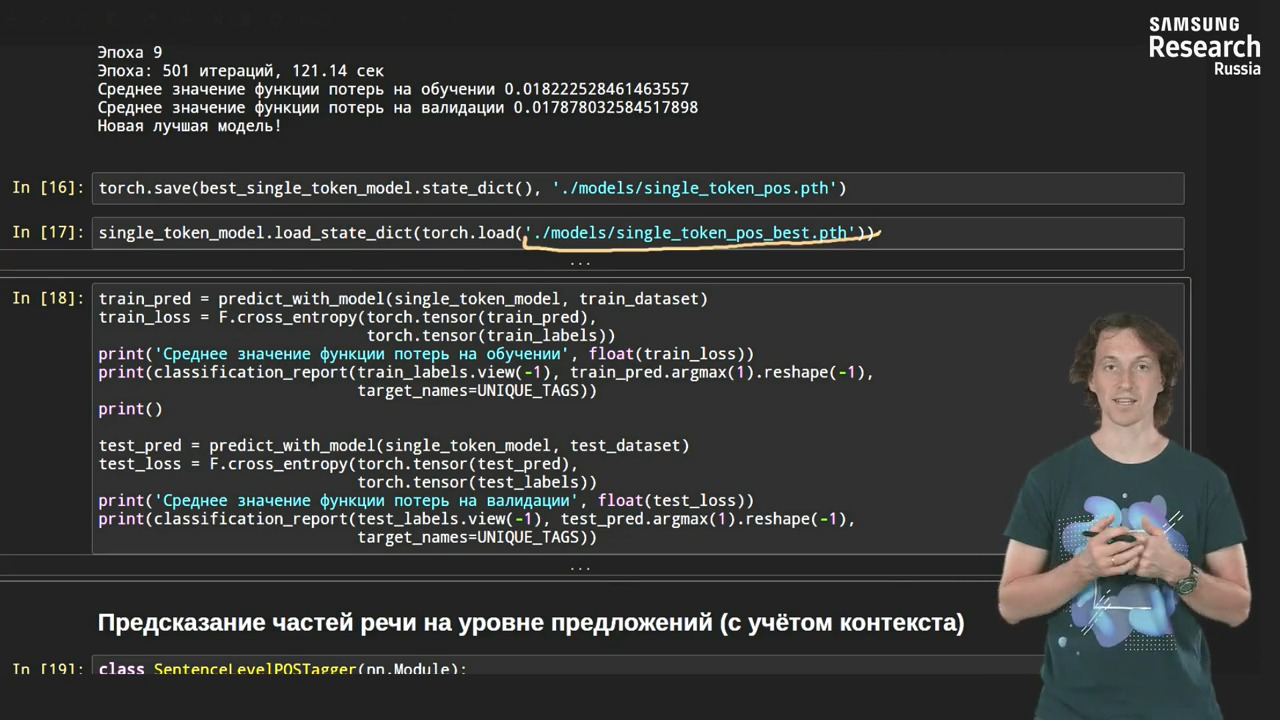 SAMSUNG
Research
Russia
Эпоха 9
Эпоха: 501 итераций, 121.14 сек
Среднее значение функции потерь на обучении 0.018222528461463557
Среднее значение функции потерь на валидации 0.017878032584517898
Новая лучшая модель!
In [16]: torch.save(best_single_token_model.state_dict(), './models/single_token_pos.pth')
In [17]: single_token_model.load_state_dict(torch.load('./models/single_token_pos_best.pth'))
...
In [18]: train_pred = predict_with_model(single_token_model, train_dataset)
train_loss = F.cross_entropy(torch.tensor(train_pred),
torch.tensor(train_labels))
print('Среднее значение функции потерь на обучении', float(train_loss))
print(classification_report(train_labels.view(-1), train_pred.argmax(1).reshape(-1),
target_names=UNIQUE_TAGS))
print()
test_pred = predict_with_model(single_token_model, test_dataset)
test_loss = F.cross_entropy(torch.tensor(test_pred),
torch.tensor(test_labels))
print('Среднее значение функции потерь на валидации', float(test_loss))
print(classification_report(test_labels.view(-1), test_pred.argmax(1).reshape(-1),
target_names=UNIQUE_TAGS))
...
Предсказание частей речи на уровне предложений (с учётом контекста)
In [19]: class SentenceLevelPOSTagger(nn.Module):